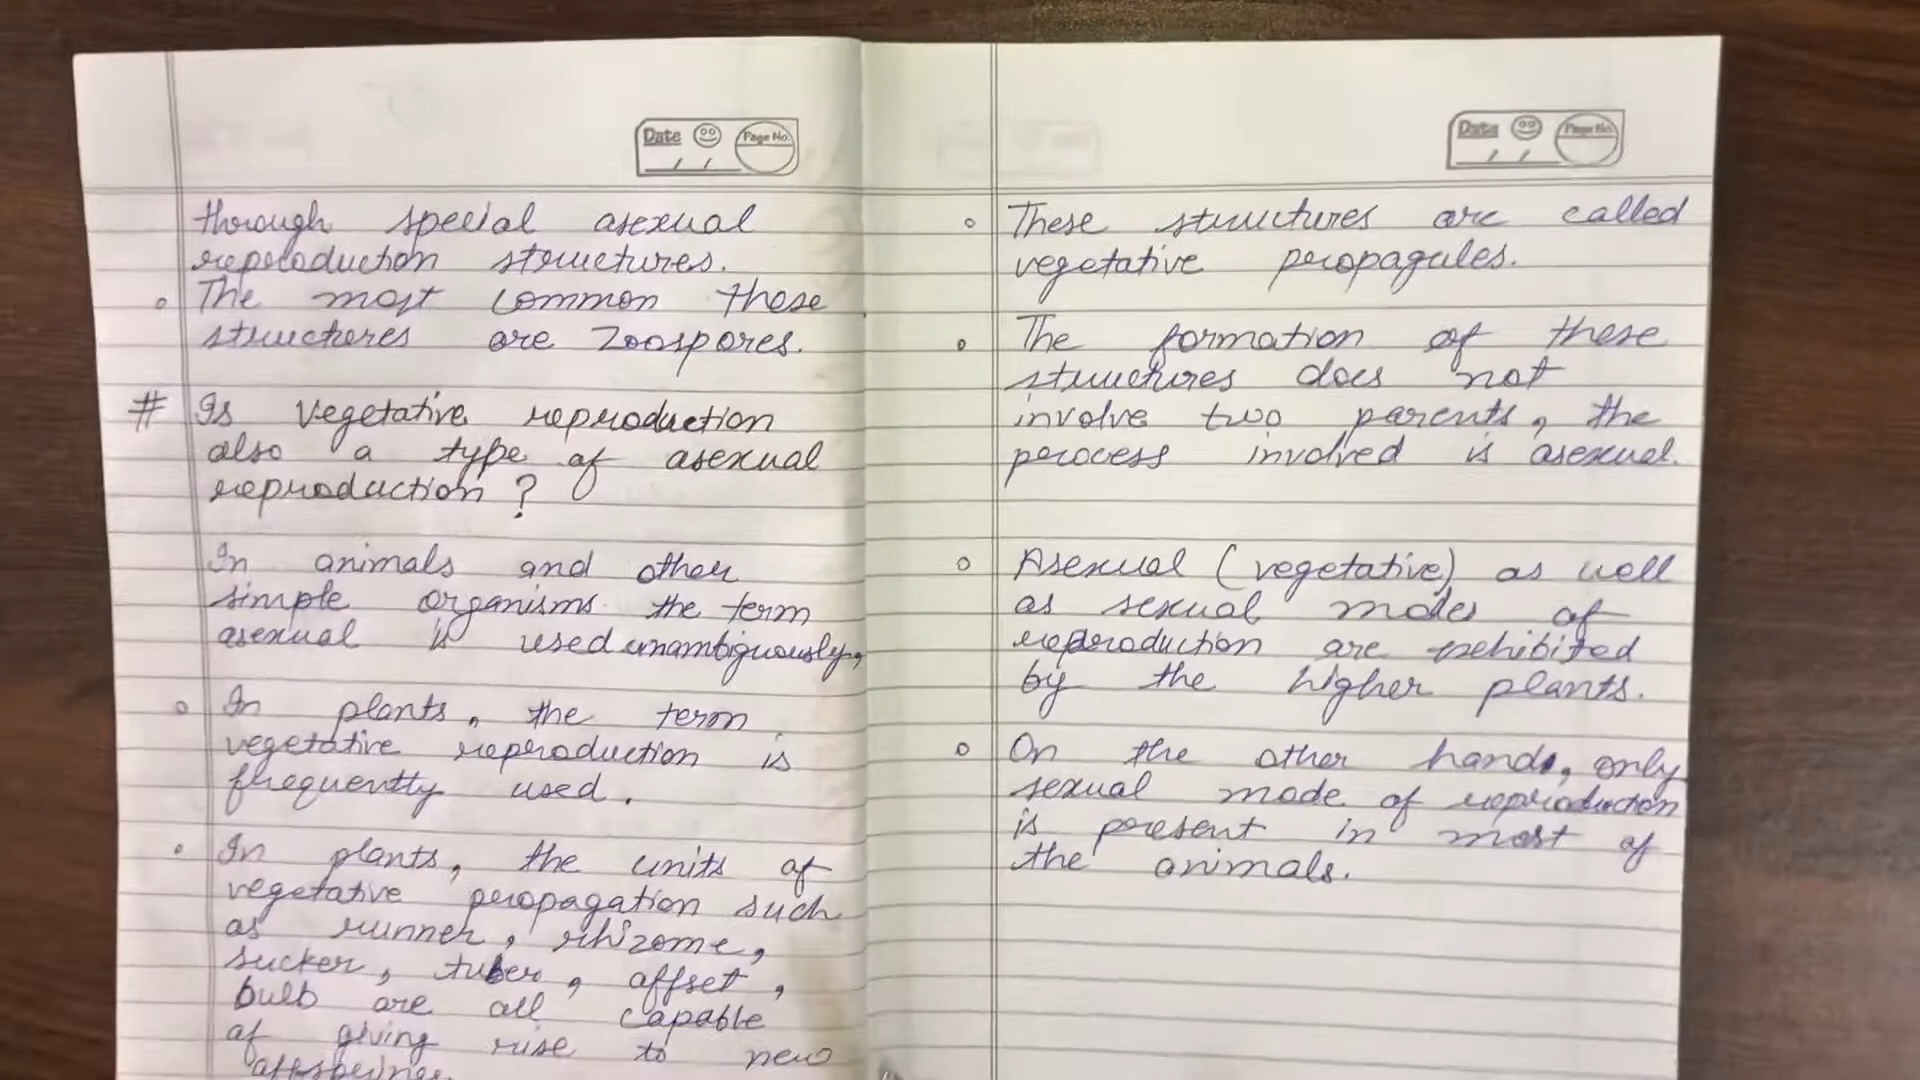 Date
Page No.
through special asexual
reproduction structures.
The most common these
structures are Zoospores.
# Is vegetative reproduction
also a type of asexual
reproduction?
In animals and other
simple organisms the term
asexual is used unambiguously,
In plants, the term
vegetative reproduction is
frequently used.
In plants, the units of
vegetative propagation such
as runner, rhizome,
sucker, tuber, offset,
bulb are all capable
of giving rise to new
offsprings
Date
Page No.
These structures are called
vegetative propagules.
The formation of these
structures does not
involve two parents, the
process involved is asexual.
Asexual (vegetative) as well
as sexual modes of
reproduction are exhibited
by the higher plants.
On the other hands, only
sexual mode of reproduction
is present in most of
the animals.